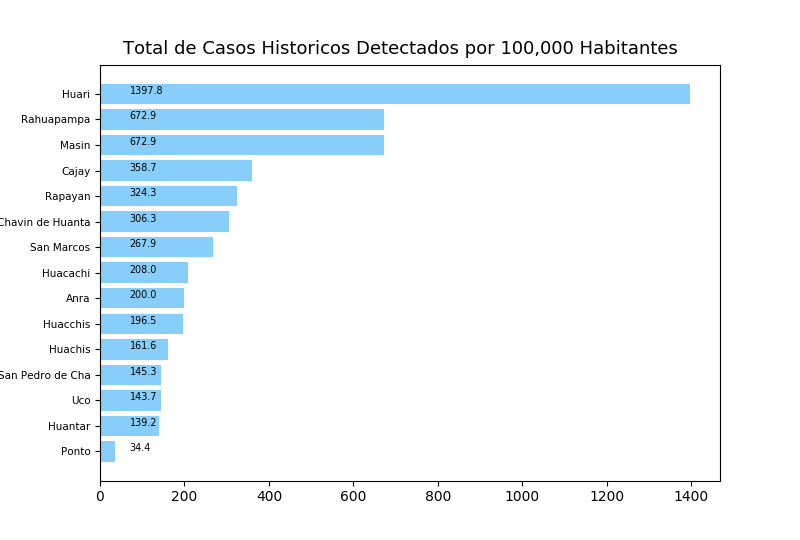 Total de Casos Historicos Detectados por 100,000 Habitantes
Huari 1397.8
Rahuapampa 672.9
Masin 672.9
Cajay 358.7
Rapayan 324.3
Chavin de Huanta 306.3
San Marcos 267.9
Huacachi 208.0
Anra 200.0
Huacchis 196.5
Huachis 161.6
San Pedro de Cha 145.3
Uco 143.7
Huantar 139.2
Ponto 34.4
0 200 400 600 800 1000 1200 1400